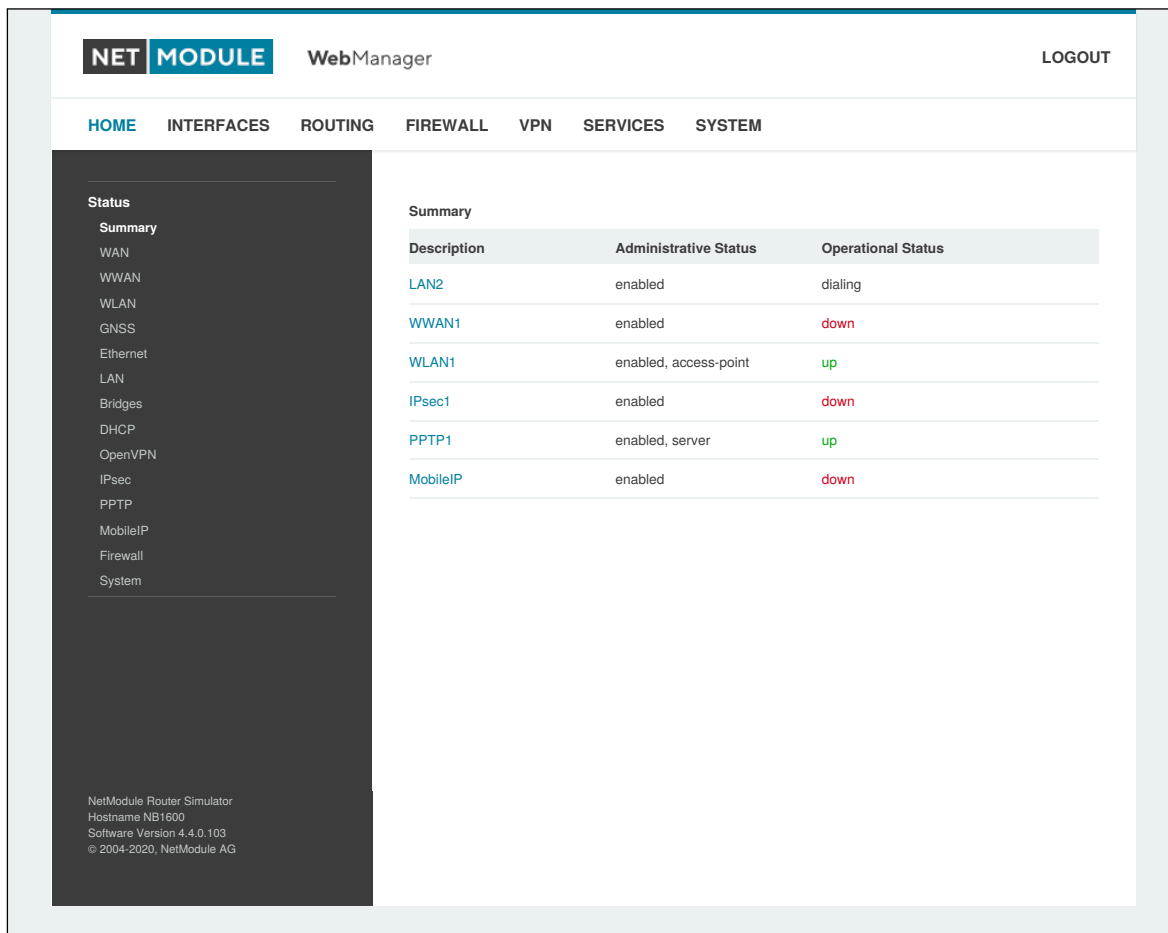 NET MODULE WebManager LOGOUT
HOME INTERFACES ROUTING FIREWALL VPN SERVICES SYSTEM
Status
Summary
WAN
WWAN
WLAN
GNSS
Ethernet
LAN
Bridges
DHCP
OpenVPN
IPsec
PPTP
MobileIP
Firewall
System
NetModule Router Simulator
Hostname NB1600
Software Version 4.4.0.103
© 2004-2020, NetModule AG
Summary
Description Administrative Status Operational Status
LAN2 enabled dialing
WWAN1 enabled down
WLAN1 enabled, access-point up
IPsec1 enabled down
PPTP1 enabled, server up
MobileIP enabled down